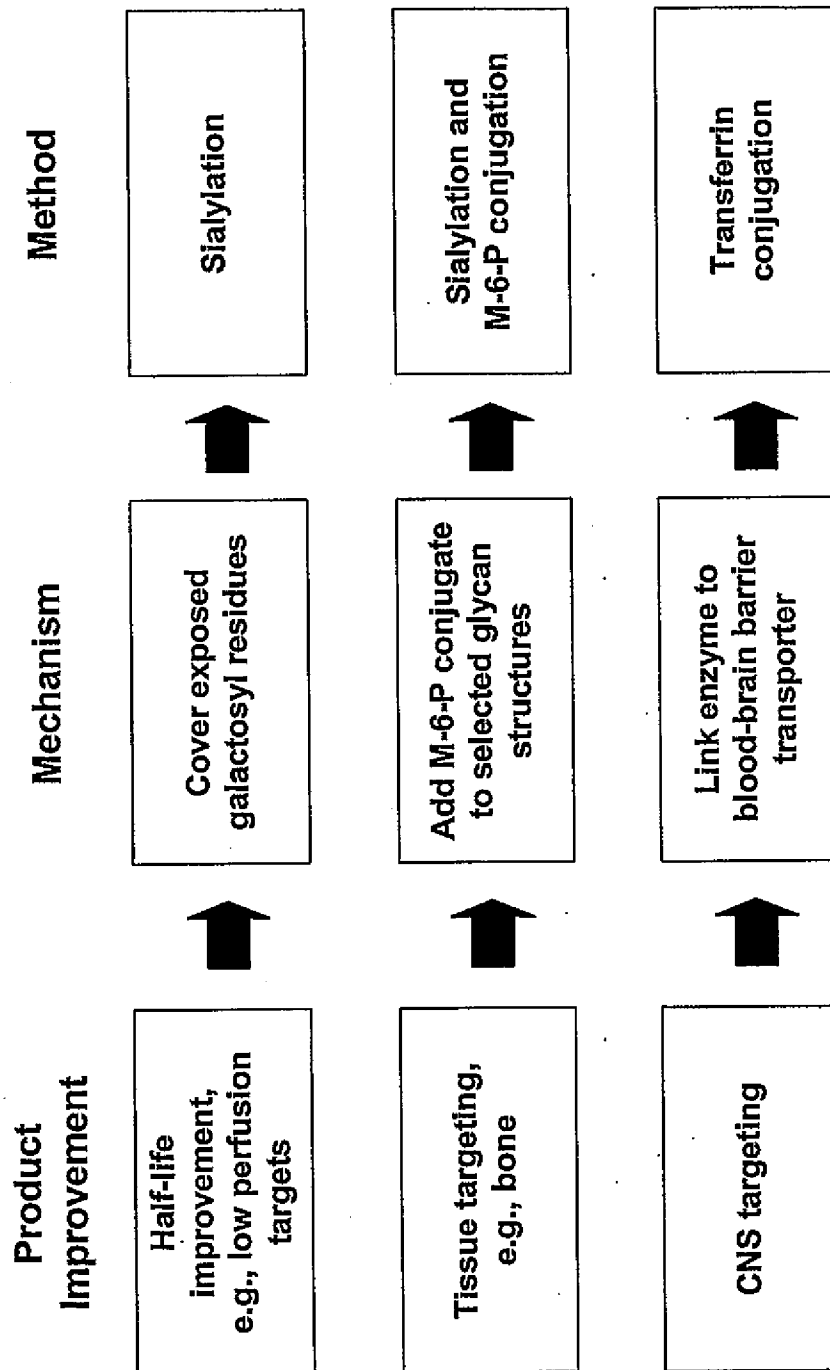 Product
Improvement
Mechanism
Method
Half-life
improvement,
e.g., low perfusion
targets
Cover exposed
galactosyl residues
Sialylation
Tissue targeting,
e.g., bone
Add M-6-P conjugate
to selected glycan
structures
Sialylation and
M-6-P conjugation
CNS targeting
Link enzyme to
blood-brain barrier
transporter
Transferrin
conjugation